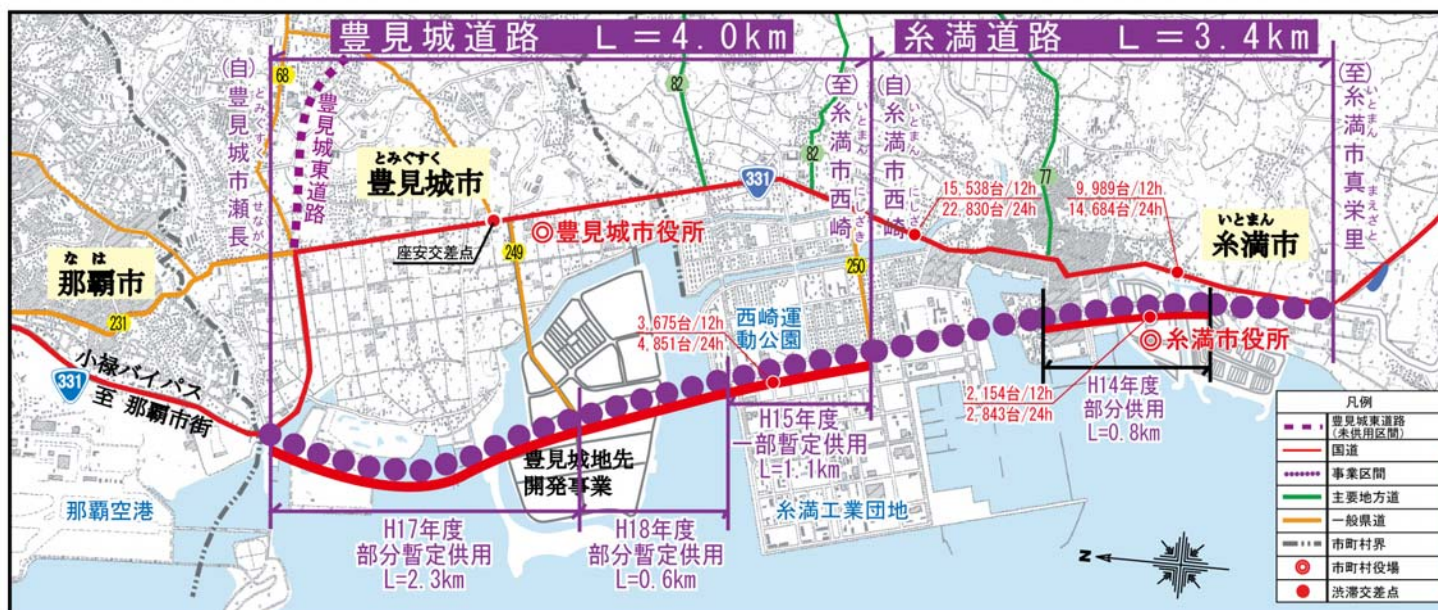 豊見城道路 L=4.0km
糸満道路 L=3.4km
(自)豊見城市瀬長
とみぐすく せなが
68
豊見城東道路
82
82
(至)糸満市西崎
いとまん にしざき
(自)糸満市西崎
いとまん にしざき
77
(至)糸満市真栄里
いとまん まえざと
とみぐすく
豊見城市
331
15,538台/12h
22,830台/24h
9,989台/12h
14,684台/24h
いとまん
糸満市
◎豊見城市役所
座安交差点
249
250
なは
那覇市
231
小禄バイパス
331
至 那覇市街
3,675台/12h
4,851台/24h
西崎運
動公園
◎糸満市役所
2,154台/12h
2,843台/24h
H14年度
部分供用
L=0.8km
H15年度
一部暫定供用
L=1.1km
豊見城地先
開発事業
那覇空港
糸満工業団地
H17年度
部分暫定供用
L=2.3km
H18年度
部分暫定供用
L=0.6km
N
凡例
豊見城東道路
(未供用区間)
国道
事業区間
主要地方道
一般県道
市町村界
市町村役場
渋滞交差点